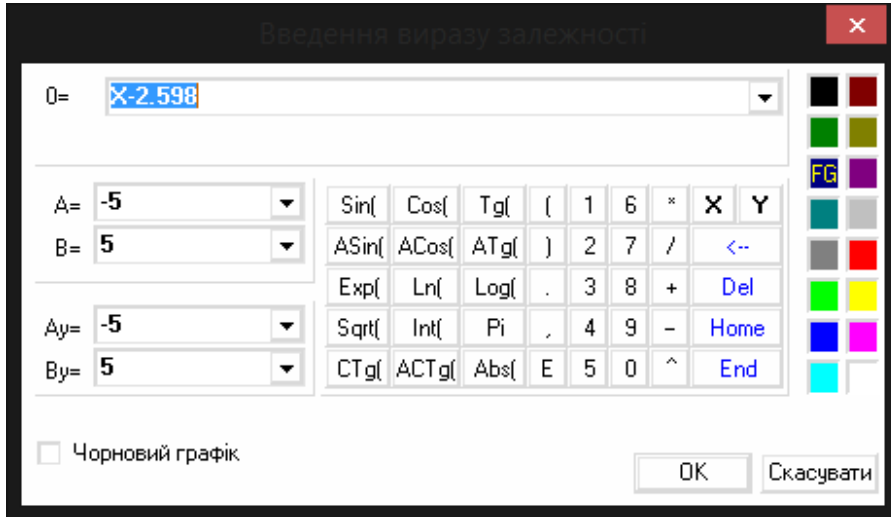 Введення виразу залежності
0= X-2.598
FG
A= -5
B= 5
Ay= -5
By= 5
Sin( Cos( Tg( ( 1 6 * X Y
ASin( ACos( ATg( ) 2 7 / <--
Exp( Ln( Log( . 3 8 + Del
Sqrt( Int( Pi , 4 9 - Home
CTg( ACTg( Abs( E 5 0 ^ End
Чорновий графік
OK Скасувати